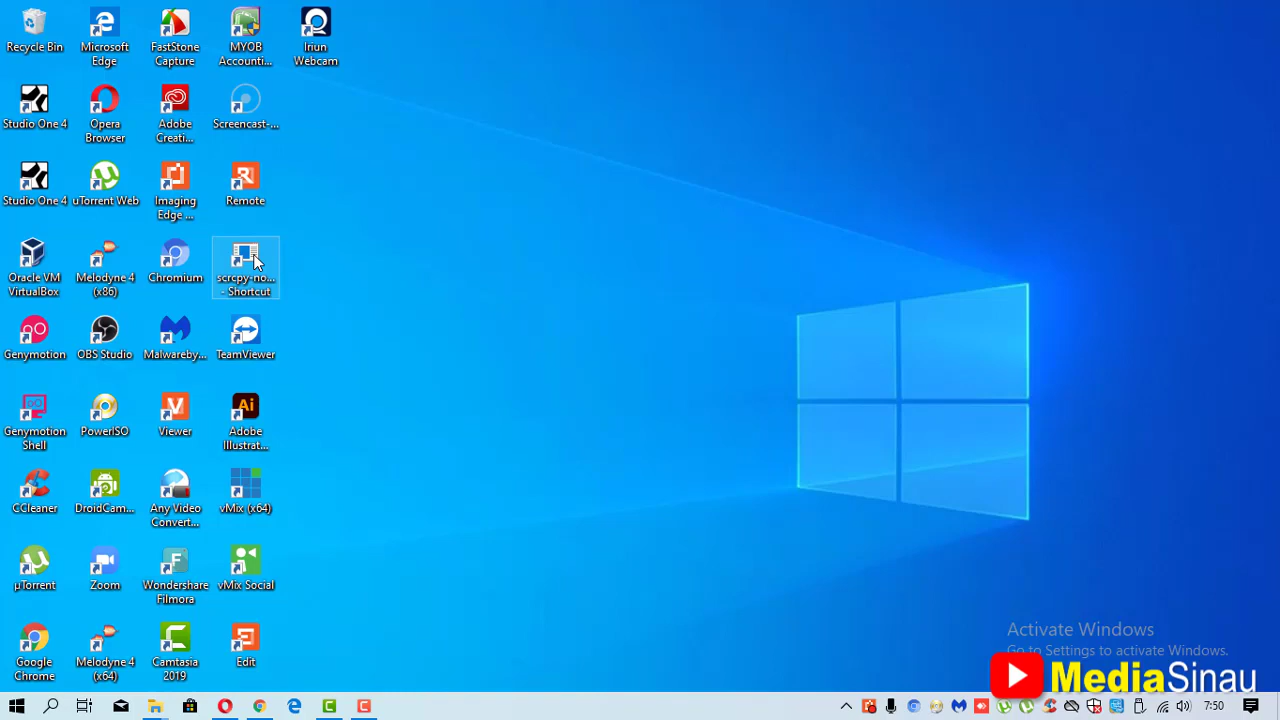 Recycle Bin
Microsoft
Edge
FastStone
Capture
MYOB
Accounti...
Iriun
Webcam
Studio One 4
Opera
Browser
Adobe
Creati...
Screencast-...
Studio One 4
uTorrent Web
Imaging
Edge ...
Remote
Oracle VM
VirtualBox
Melodyne 4
(x86)
Chromium
scrcpy-no...
- Shortcut
Genymotion
OBS Studio
Malwareby...
TeamViewer
Genymotion
Shell
PowerISO
Viewer
Ai
Adobe
Illustrat...
CCleaner
DroidCam...
Any Video
Convert...
vMix (x64)
µTorrent
Zoom
Wondershare
Filmora
vMix Social
Google
Chrome
Melodyne 4
(x64)
Camtasia
2019
Edit
Activate Windows
Go to Settings to activate Windows.
MediaSinau
7:50